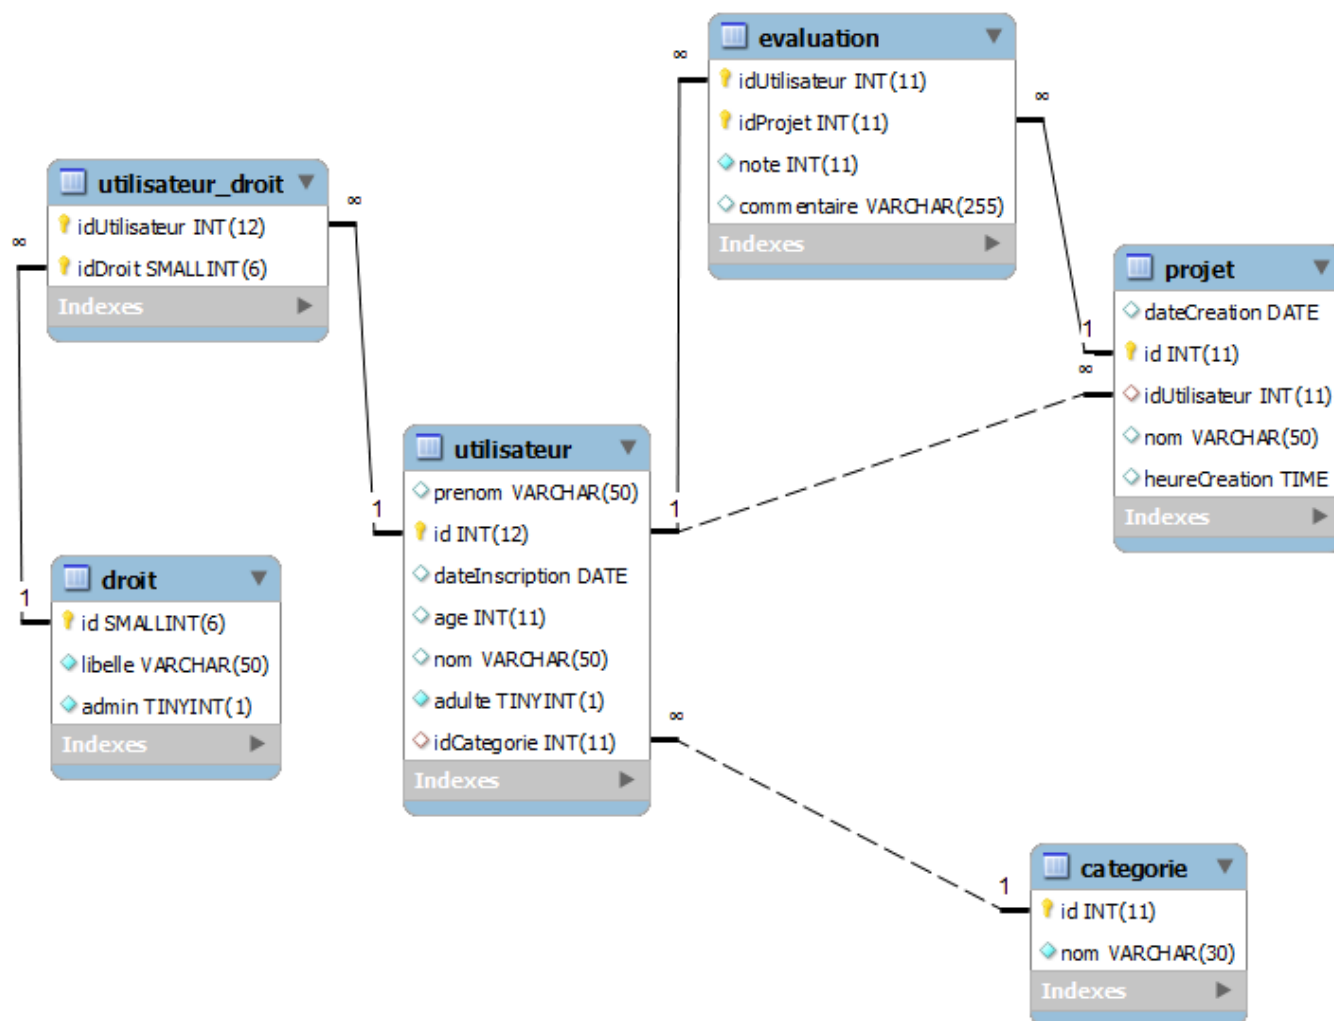 evaluation
idUtilisateur INT(11)
idProjet INT(11)
note INT(11)
commentaire VARCHAR(255)
Indexes
∞
∞
utilisateur_droit
idUtilisateur INT(12)
idDroit SMALLINT(6)
Indexes
∞
∞
projet
dateCreation DATE
id INT(11)
idUtilisateur INT(11)
nom VARCHAR(50)
heureCreation TIME
Indexes
1
∞
utilisateur
prenom VARCHAR(50)
id INT(12)
dateInscription DATE
age INT(11)
nom VARCHAR(50)
adulte TINYINT(1)
idCategorie INT(11)
Indexes
1
1
∞
droit
id SMALLINT(6)
libelle VARCHAR(50)
admin TINYINT(1)
Indexes
1
categorie
id INT(11)
nom VARCHAR(30)
Indexes
1